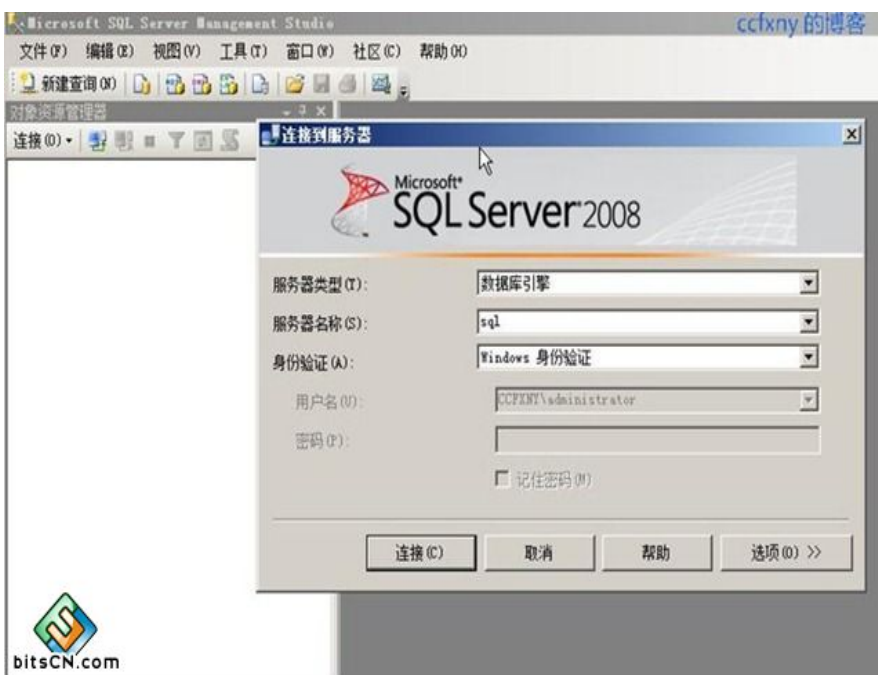 Microsoft SQL Server Management Studio
ccfxny 的博客
文件(F) 编辑(E) 视图(V) 工具(T) 窗口(W) 社区(C) 帮助(H)
新建查询(N)
对象资源管理器
连接(O)
连接到服务器
Microsoft
SQL Server 2008
服务器类型(T):
数据库引擎
服务器名称(S):
sql
身份验证(A):
Windows 身份验证
用户名(U):
CCFXNY\administrator
密码(P):
记住密码(M)
连接(C) 取消 帮助 选项(O) >>
bitsCN.com